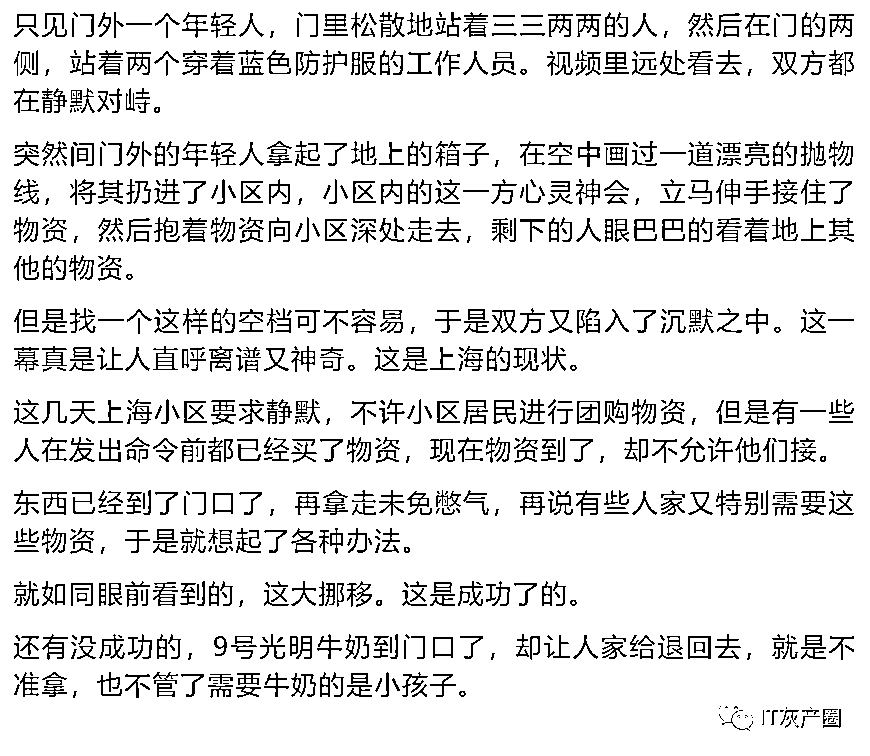 只见门外一个年轻人，门里松散地站着三三两两的人，然后在门的两
侧，站着两个穿着蓝色防护服的工作人员。视频里远处看去，双方都
在静默对峙。
突然间门外的年轻人拿起了地上的箱子，在空中画过一道漂亮的抛物
线，将其扔进了小区内，小区内的这一方心灵神会，立马伸手接住了
物资，然后抱着物资向小区深处走去，剩下的人眼巴巴的看着地上其
他的物资。
但是找一个这样的空档可不容易，于是双方又陷入了沉默之中。这一
幕真是让人直呼离谱又神奇。这是上海的现状。
这几天上海小区要求静默，不许小区居民进行团购物资，但是有一些
人在发出命令前都已经买了物资，现在物资到了，却不允许他们接。
东西已经到了门口了，再拿走未免憋气，再说有些人家又特别需要这
些物资，于是就想起了各种办法。
就如同眼前看到的，这大挪移。这是成功了的。
还有没成功的，9号光明牛奶到门口了，却让人家给退回去，就是不
准拿，也不管了需要牛奶的是小孩子。
IT灰产圈